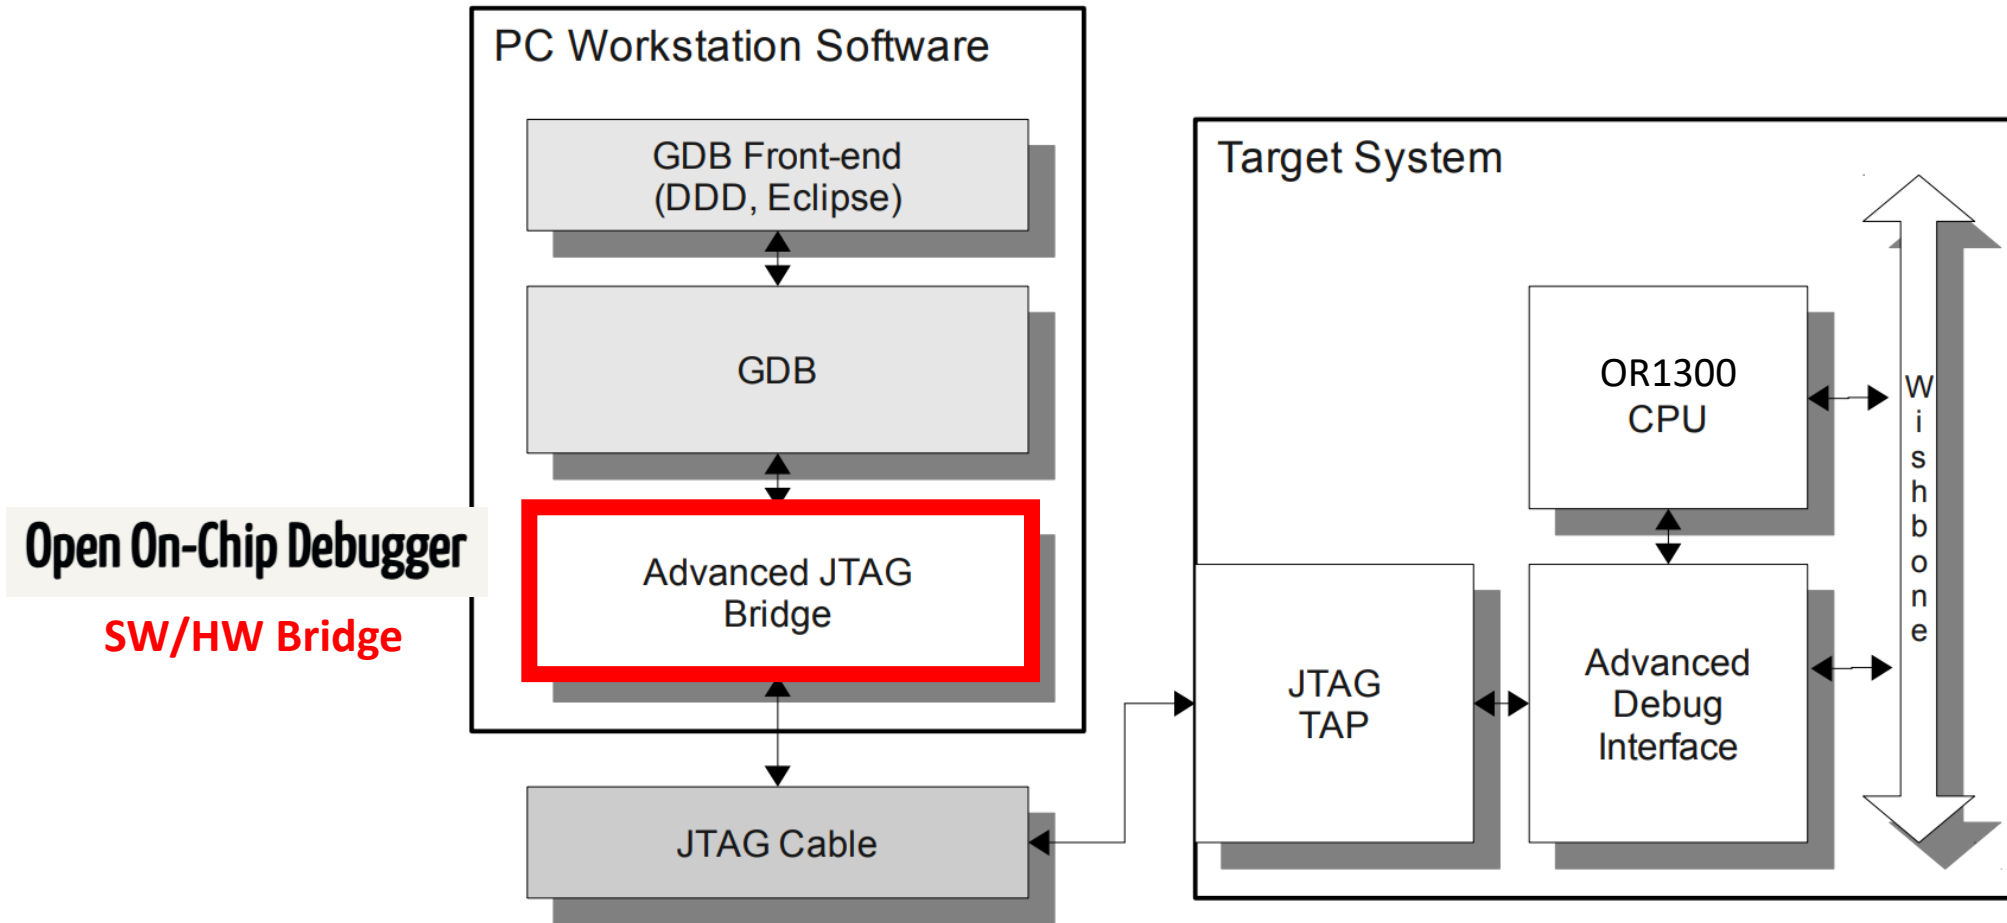 PC Workstation Software
GDB Front-end
(DDD, Eclipse)
GDB
Open On-Chip Debugger
SW/HW Bridge
Advanced JTAG
Bridge
JTAG Cable
Target System
OR1300
CPU
JTAG
TAP
Advanced
Debug
Interface
Wishbone